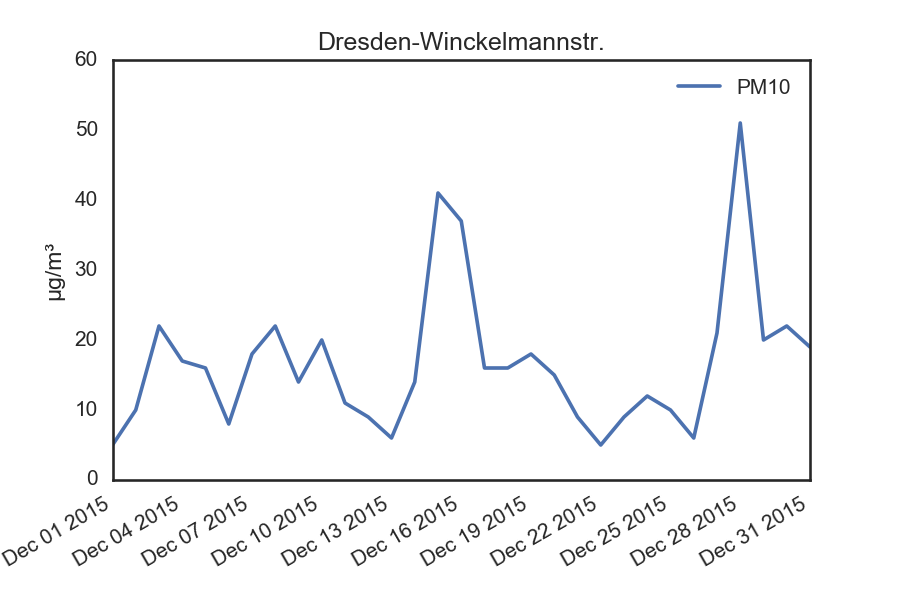 Dresden-Winckelmannstr.
60
50
40
30
20
10
0
µg/m³
PM10
Dec 01 2015
Dec 04 2015
Dec 07 2015
Dec 10 2015
Dec 13 2015
Dec 16 2015
Dec 19 2015
Dec 22 2015
Dec 25 2015
Dec 28 2015
Dec 31 2015